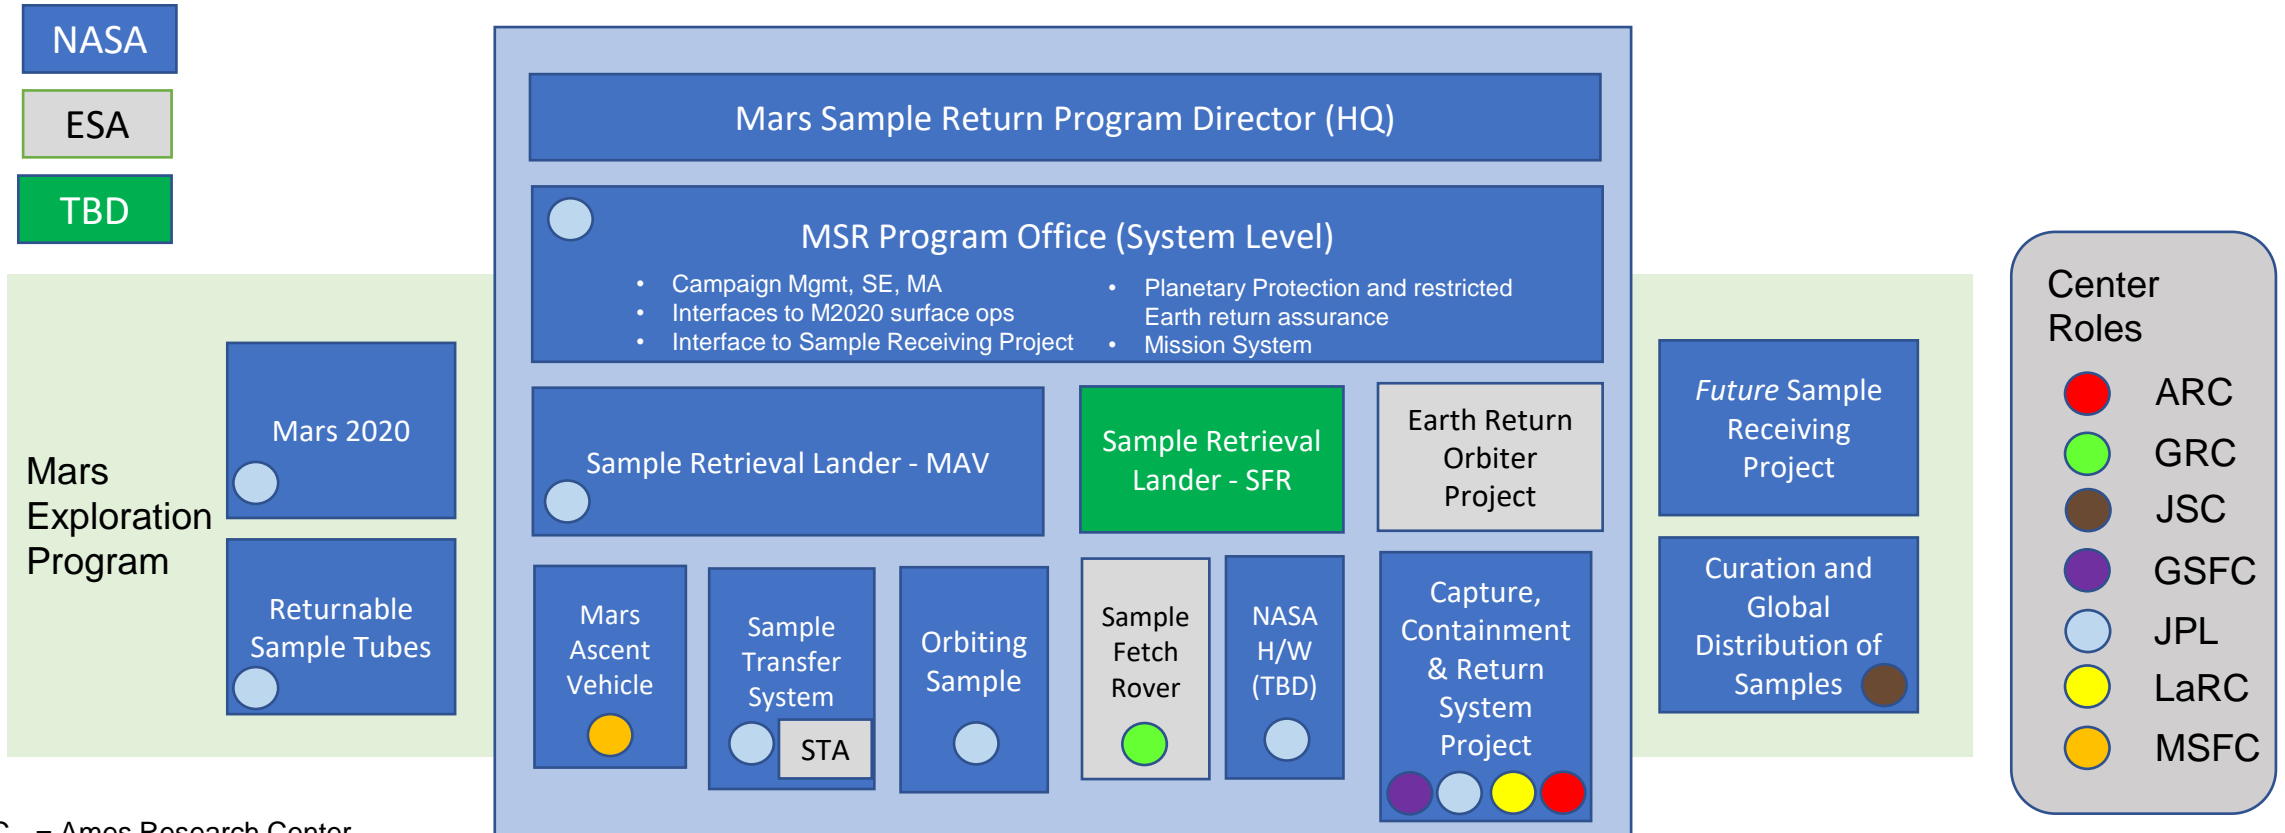 NASA
ESA
TBD
Mars Sample Return Program Director (HQ)
MSR Program Office (System Level)
• Campaign Mgmt, SE, MA
• Interfaces to M2020 surface ops
• Interface to Sample Receiving Project
• Planetary Protection and restricted
Earth return assurance
• Mission System
Mars
Exploration
Program
Mars 2020
Returnable
Sample Tubes
Sample Retrieval Lander - MAV
Sample Retrieval
Lander - SFR
Earth Return
Orbiter
Project
Mars
Ascent
Vehicle
Sample
Transfer
System
STA
Orbiting
Sample
Sample
Fetch
Rover
NASA
H/W
(TBD)
Capture,
Containment
& Return
System
Project
Future Sample
Receiving
Project
Curation and
Global
Distribution of
Samples
Center
Roles
ARC
GRC
JSC
GSFC
JPL
LaRC
MSFC
= Ames Research Center